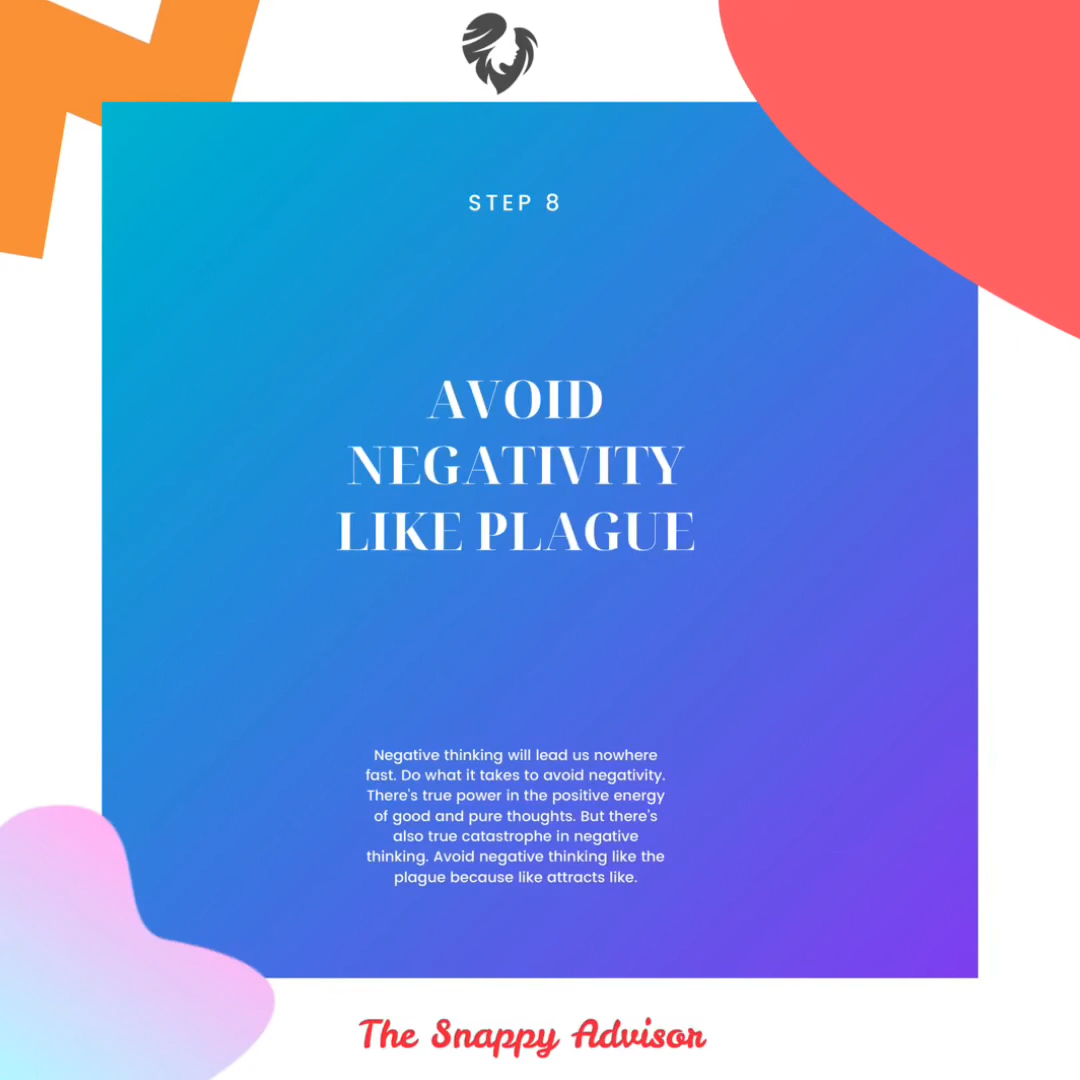 STEP 8
AVOID
NEGATIVITY
LIKE PLAGUE
Negative thinking will lead us nowhere
fast. Do what it takes to avoid negativity.
There's true power in the positive energy
of good and pure thoughts. But there's
also true catastrophe in negative
thinking. Avoid negative thinking like the
plague because like attracts like.
The Snappy Advisor